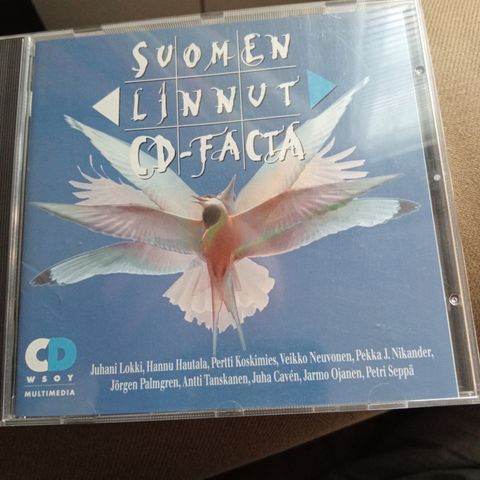 SUOMEN
LINNUT
CD-FACTA
CD
WSOY
MULTIMEDIA
Juhani Lokki, Hannu Hautala, Pertti Koskimies, Veikko Neuvonen, Pekka J. Nikander,
Jörgen Palmgren, Antti Tanskanen, Juha Cavén, Jarmo Ojanen, Petri Seppä